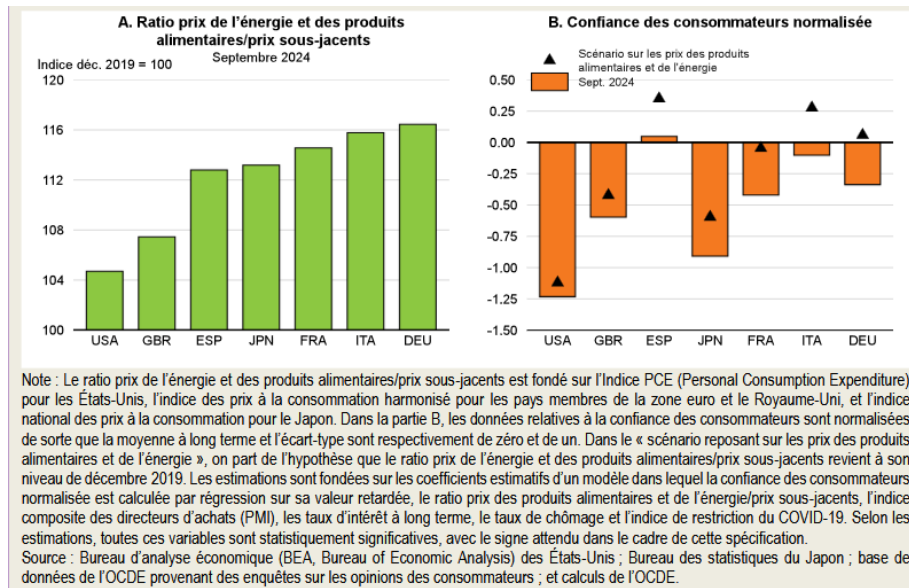 A. Ratio prix de l'énergie et des produits
alimentaires/prix sous-jacents
Septembre 2024
Indice déc. 2019 = 100
120
116
112
108
104
100
USA GBR ESP JPN FRA ITA DEU
B. Confiance des consommateurs normalisée
Scénario sur les prix des produits
alimentaires et de l'énergie
Sept. 2024
0.50
0.25
0.00
-0.25
-0.50
-0.75
-1.00
-1.25
-1.50
USA GBR ESP JPN FRA ITA DEU
Note : Le ratio prix de l'énergie et des produits alimentaires/prix sous-jacents est fondé sur l'Indice PCE (Personal Consumption Expenditure)
pour les États-Unis, l'indice des prix à la consommation harmonisé pour les pays membres de la zone euro et le Royaume-Uni, et l'indice
national des prix à la consommation pour le Japon. Dans la partie B, les données relatives à la confiance des consommateurs sont normalisées
de sorte que la moyenne à long terme et l'écart-type sont respectivement de zéro et de un. Dans le « scénario reposant sur les prix des produits
alimentaires et de l'énergie », on part de l'hypothèse que le ratio prix de l'énergie et des produits alimentaires/prix sous-jacents revient à son
niveau de décembre 2019. Les estimations sont fondées sur les coefficients estimatifs d'un modèle dans lequel la confiance des consommateurs
normalisée est calculée par régression sur sa valeur retardée, le ratio prix des produits alimentaires et de l'énergie/prix sous-jacents, l'indice
composite des directeurs d'achats (PMI), les taux d'intérêt à long terme, le taux de chômage et l'indice de restriction du COVID-19. Selon les
estimations, toutes ces variables sont statistiquement significatives, avec le signe attendu dans le cadre de cette spécification.
Source : Bureau d'analyse économique (BEA, Bureau of Economic Analysis) des États-Unis ; Bureau des statistiques du Japon ; base de
données de l'OCDE provenant des enquêtes sur les opinions des consommateurs ; et calculs de l'OCDE.